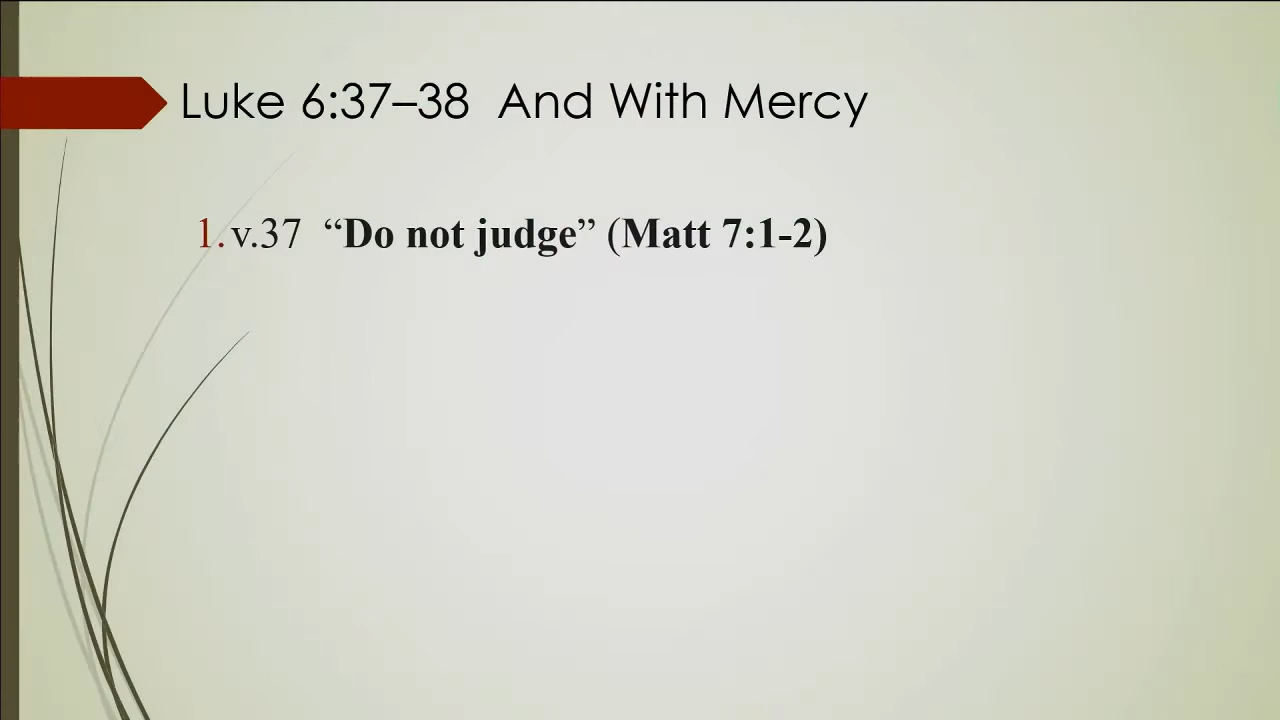 Luke 6:37–38  And With Mercy
1. v.37  “Do not judge” (Matt 7:1-2)